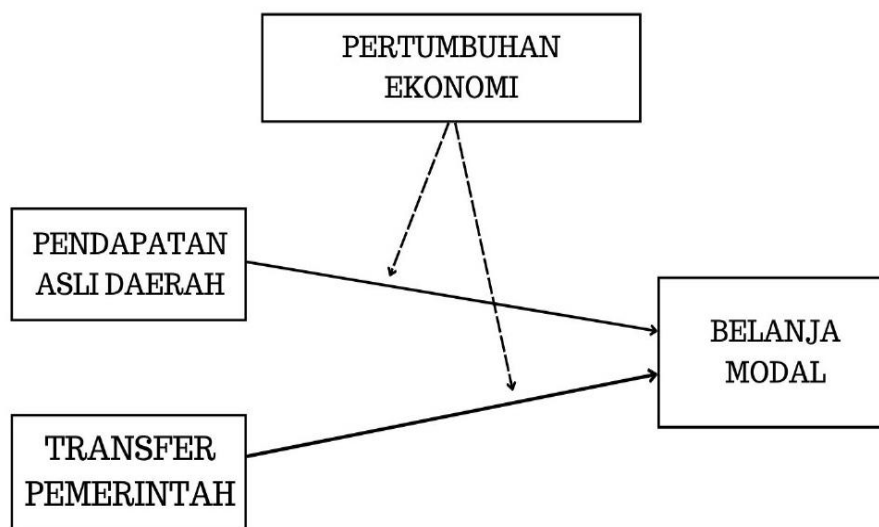 PERTUMBUHAN
EKONOMI
PENDAPATAN
ASLI DAERAH
BELANJA
MODAL
TRANSFER
PEMERINTAH